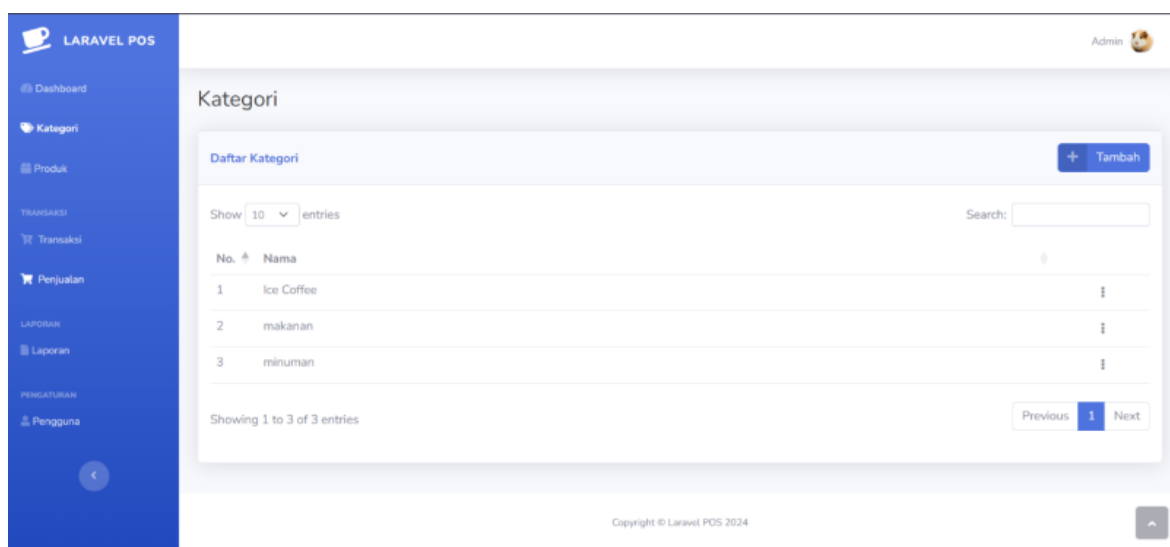 LARAVEL POS
Admin
Dashboard
Kategori
Produk
TRANSAKSI
Transaksi
Penjualan
LAPORAN
Laporan
PENGATURAN
Pengguna
Kategori
Daftar Kategori
+ Tambah
Show 10 entries
Search:
No. Nama
1 Ice Coffee
2 makanan
3 minuman
Showing 1 to 3 of 3 entries
Previous 1 Next
Copyright © Laravel POS 2024